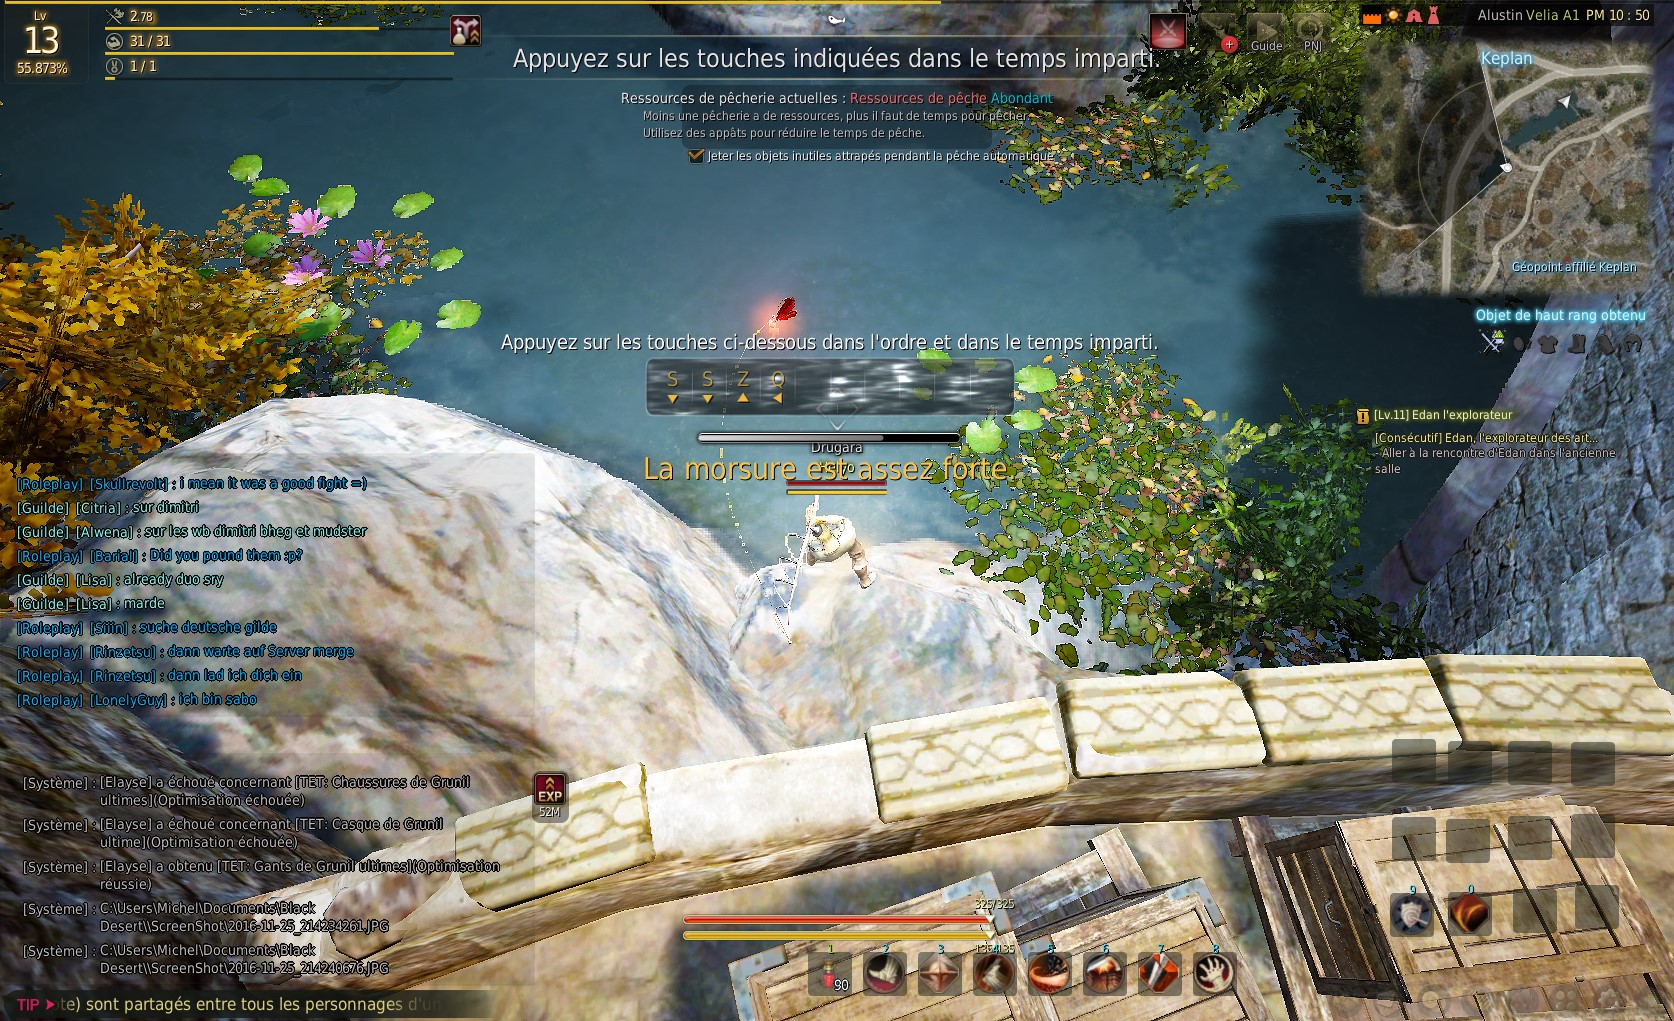 Lv
13
55.873%
2.78
31 / 31
1 / 1
Appuyez sur les touches indiquées dans le temps imparti.
Guide
PNJ
Alustin Velia A1 PM 10 : 50
Keplan
Ressources de pêcherie actuelles : Ressources de pêche Abondant
Moins une pêcherie a de ressources, plus il faut de temps pour pêcher.
Utilisez des appâts pour réduire le temps de pêche.
Jeter les objets inutiles attrapés pendant la pêche automatique
Géopoint affilié Keplan
Objet de haut rang obtenu
Appuyez sur les touches ci-dessous dans l'ordre et dans le temps imparti.
S S Z Q
[Lv.11] Edan l'explorateur
[Consécutif] Edan, l'explorateur des art...
- Aller à la rencontre d'Edan dans l'ancienne
salle
Drugara
La morsure est assez forte.
[Roleplay] [Skullrevolt] : i mean it was a good fight =)
[Guilde] [Citria] : sur dimitri
[Guilde] [Alwena] : sur les wb dimitri bheg et mudster
[Roleplay] [Barial] : Did you pound them :p?
[Guilde] [Lisa] : already duo sry
[Guilde] [Lisa] : marde
[Roleplay] [Siiin] : suche deutsche gilde
[Roleplay] [Rinzetsu] : dann warte auf Server merge
[Roleplay] [Rinzetsu] : dann lad ich dich ein
[Roleplay] [LonelyGuy] : ich bin sabo
[Système] : [Elayse] a échoué concernant [TET: Chaussures de Grunil
ultimes](Optimisation échouée)
[Système] : [Elayse] a échoué concernant [TET: Casque de Grunil
ultime](Optimisation échouée)
[Système] : [Elayse] a obtenu [TET: Gants de Grunil ultimes](Optimisation
réussie)
[Système] : C:\Users\Michel\Documents\Black
Desert\\ScreenShot\2016-11-25_214234261.JPG
[Système] : C:\Users\Michel\Documents\Black
Desert\\ScreenShot\2016-11-25_214240676.JPG
EXP
52M
325/325
1 2 3 5 6 7 8
90
9 0
TIP te) sont partagés entre tous les personnages d'un